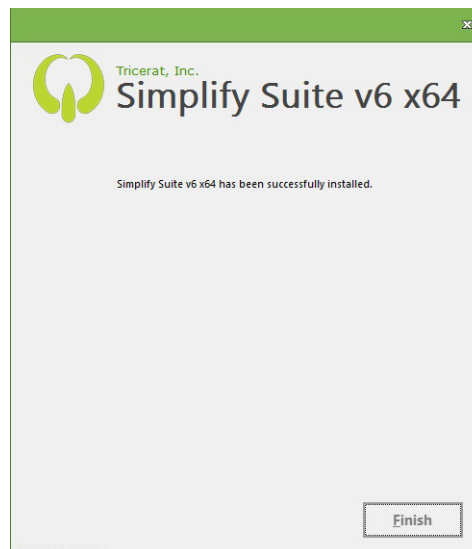 Tricerat, Inc.
Simplify Suite v6 x64
Simplify Suite v6 x64 has been successfully installed.
Finish